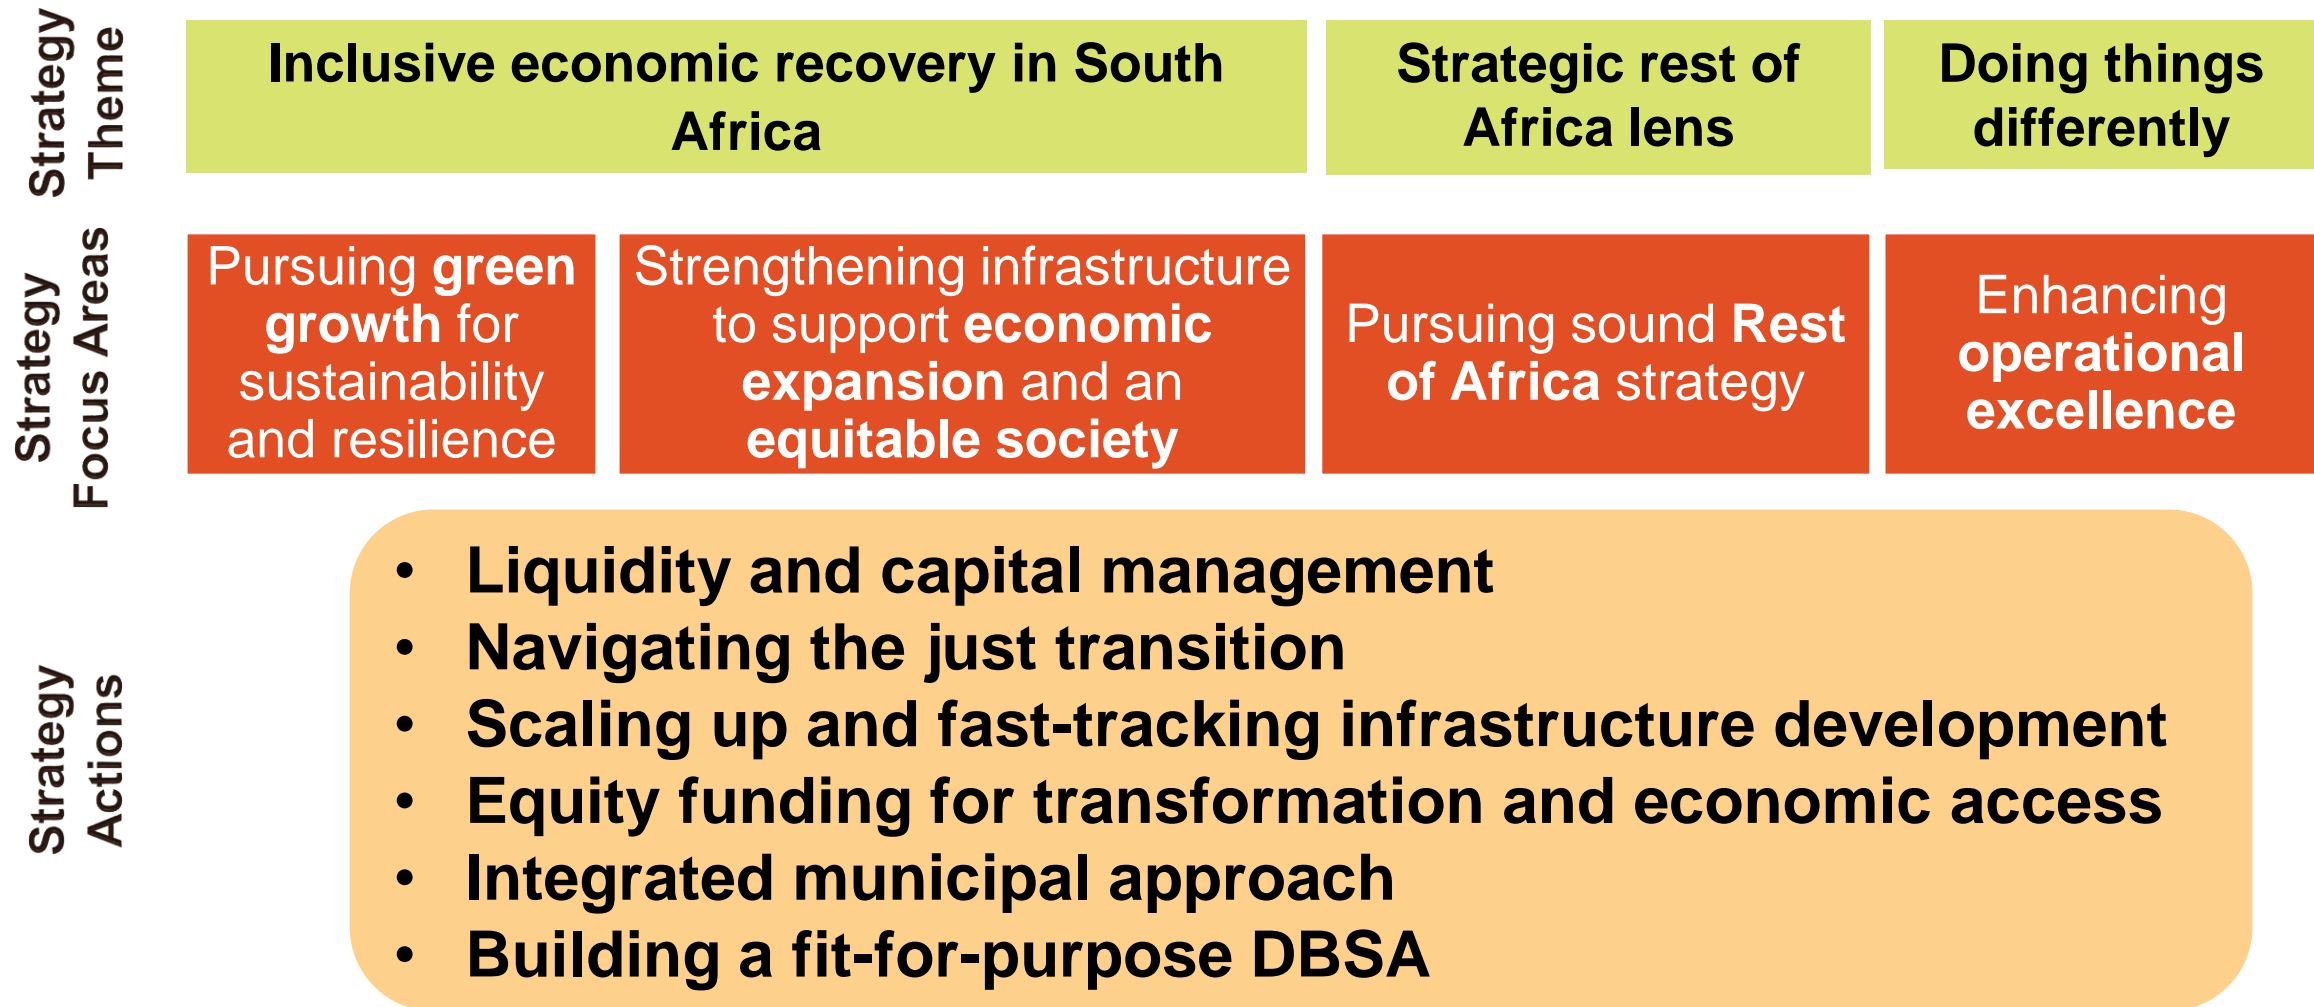 Strategy
Theme
Inclusive economic recovery in South
Africa
Strategic rest of
Africa lens
Doing things
differently
Strategy
Focus Areas
Pursuing green
growth for
sustainability
and resilience
Strengthening infrastructure
to support economic
expansion and an
equitable society
Pursuing sound Rest
of Africa strategy
Enhancing
operational
excellence
Strategy
Actions
• Liquidity and capital management
• Navigating the just transition
• Scaling up and fast-tracking infrastructure development
• Equity funding for transformation and economic access
• Integrated municipal approach
• Building a fit-for-purpose DBSA